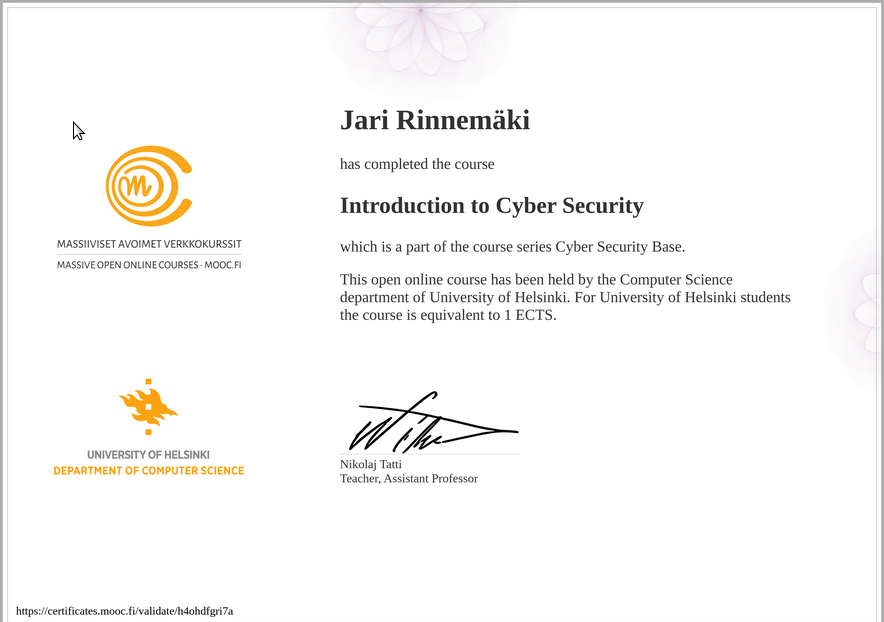 Jari Rinnemäki
has completed the course
Introduction to Cyber Security
which is a part of the course series Cyber Security Base.
This open online course has been held by the Computer Science
department of University of Helsinki. For University of Helsinki students
the course is equivalent to 1 ECTS.
m
MASSIIVISET AVOIMET VERKKOKURSSIT
MASSIVE OPEN ONLINE COURSES · MOOC.FI
UNIVERSITY OF HELSINKI
DEPARTMENT OF COMPUTER SCIENCE
Nikolaj Tatti
Teacher, Assistant Professor
https://certificates.mooc.fi/validate/h4ohdfgri7a